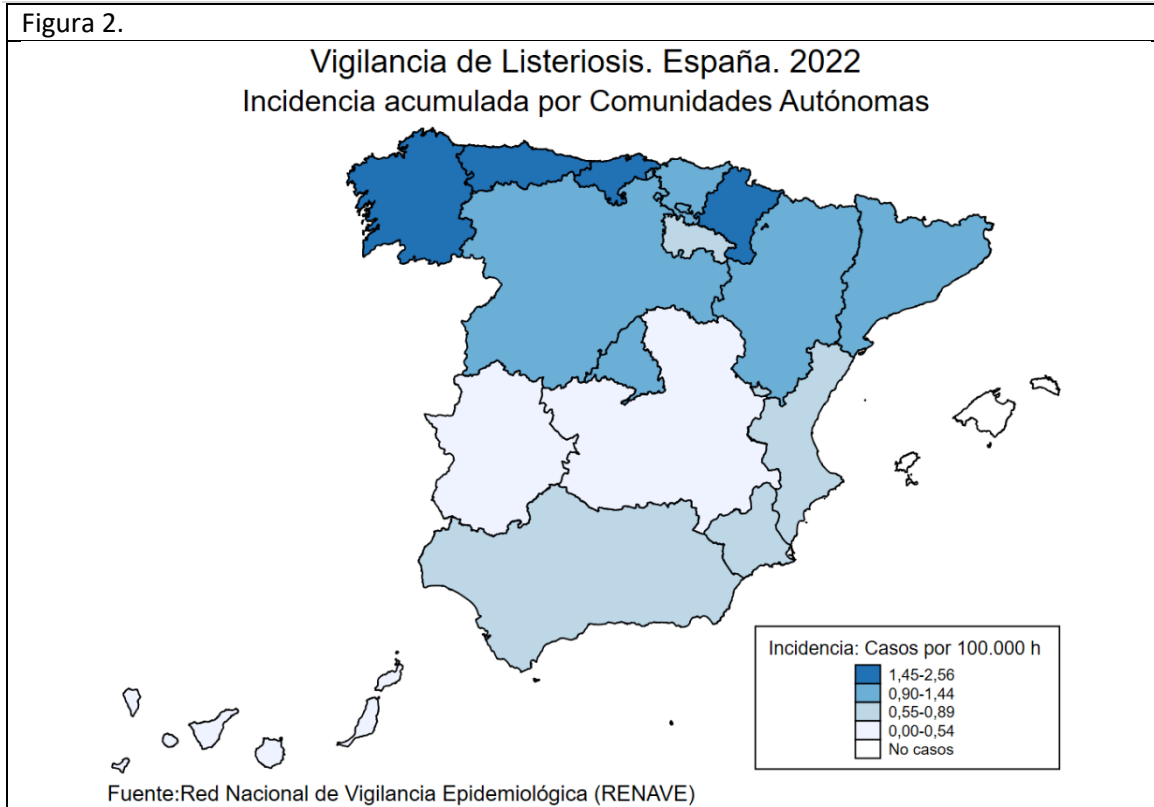 Figura 2.
Vigilancia de Listeriosis. España. 2022
Incidencia acumulada por Comunidades Autónomas
Incidencia: Casos por 100.000 h
1,45-2,56
0,90-1,44
0,55-0,89
0,00-0,54
No casos
Fuente:Red Nacional de Vigilancia Epidemiológica (RENAVE)